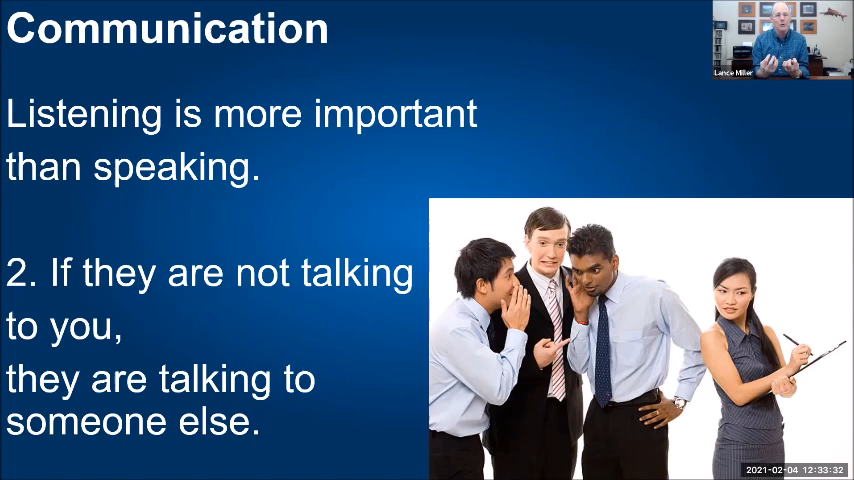 Communication
Lance Miller
Listening is more important
than speaking.
2. If they are not talking
to you,
they are talking to
someone else.
2021-02-04 12:33:32